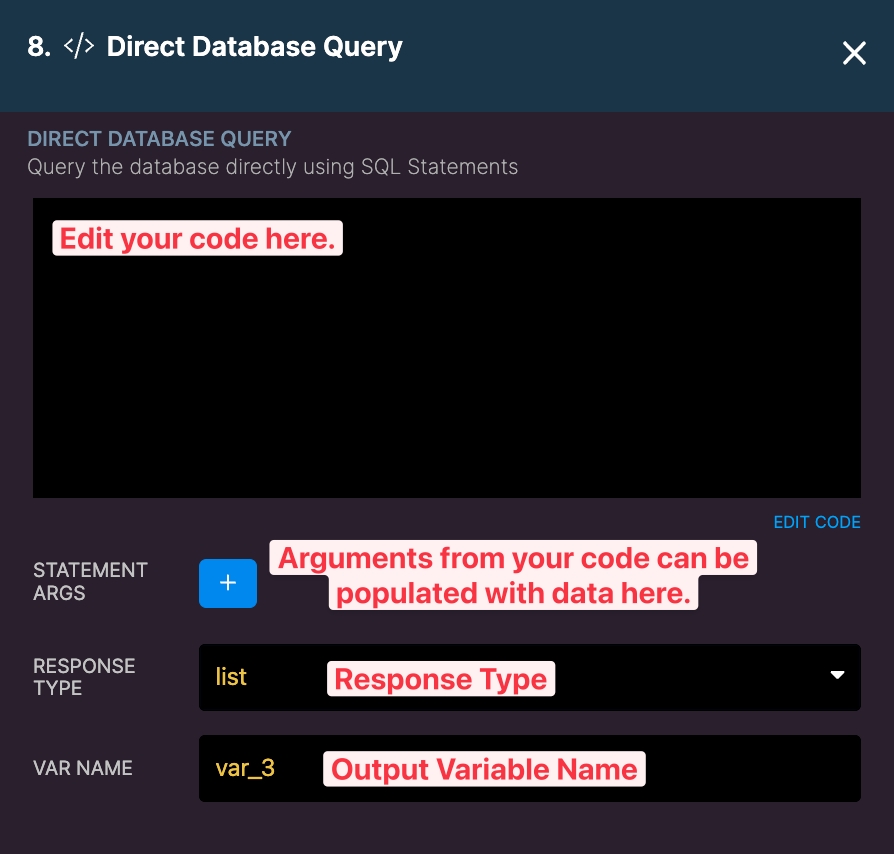 8. </> Direct Database Query
DIRECT DATABASE QUERY
Query the database directly using SQL Statements
Edit your code here.
EDIT CODE
STATEMENT
ARGS
+
Arguments from your code can be
populated with data here.
RESPONSE
TYPE
list
Response Type
VAR NAME
var_3
Output Variable Name